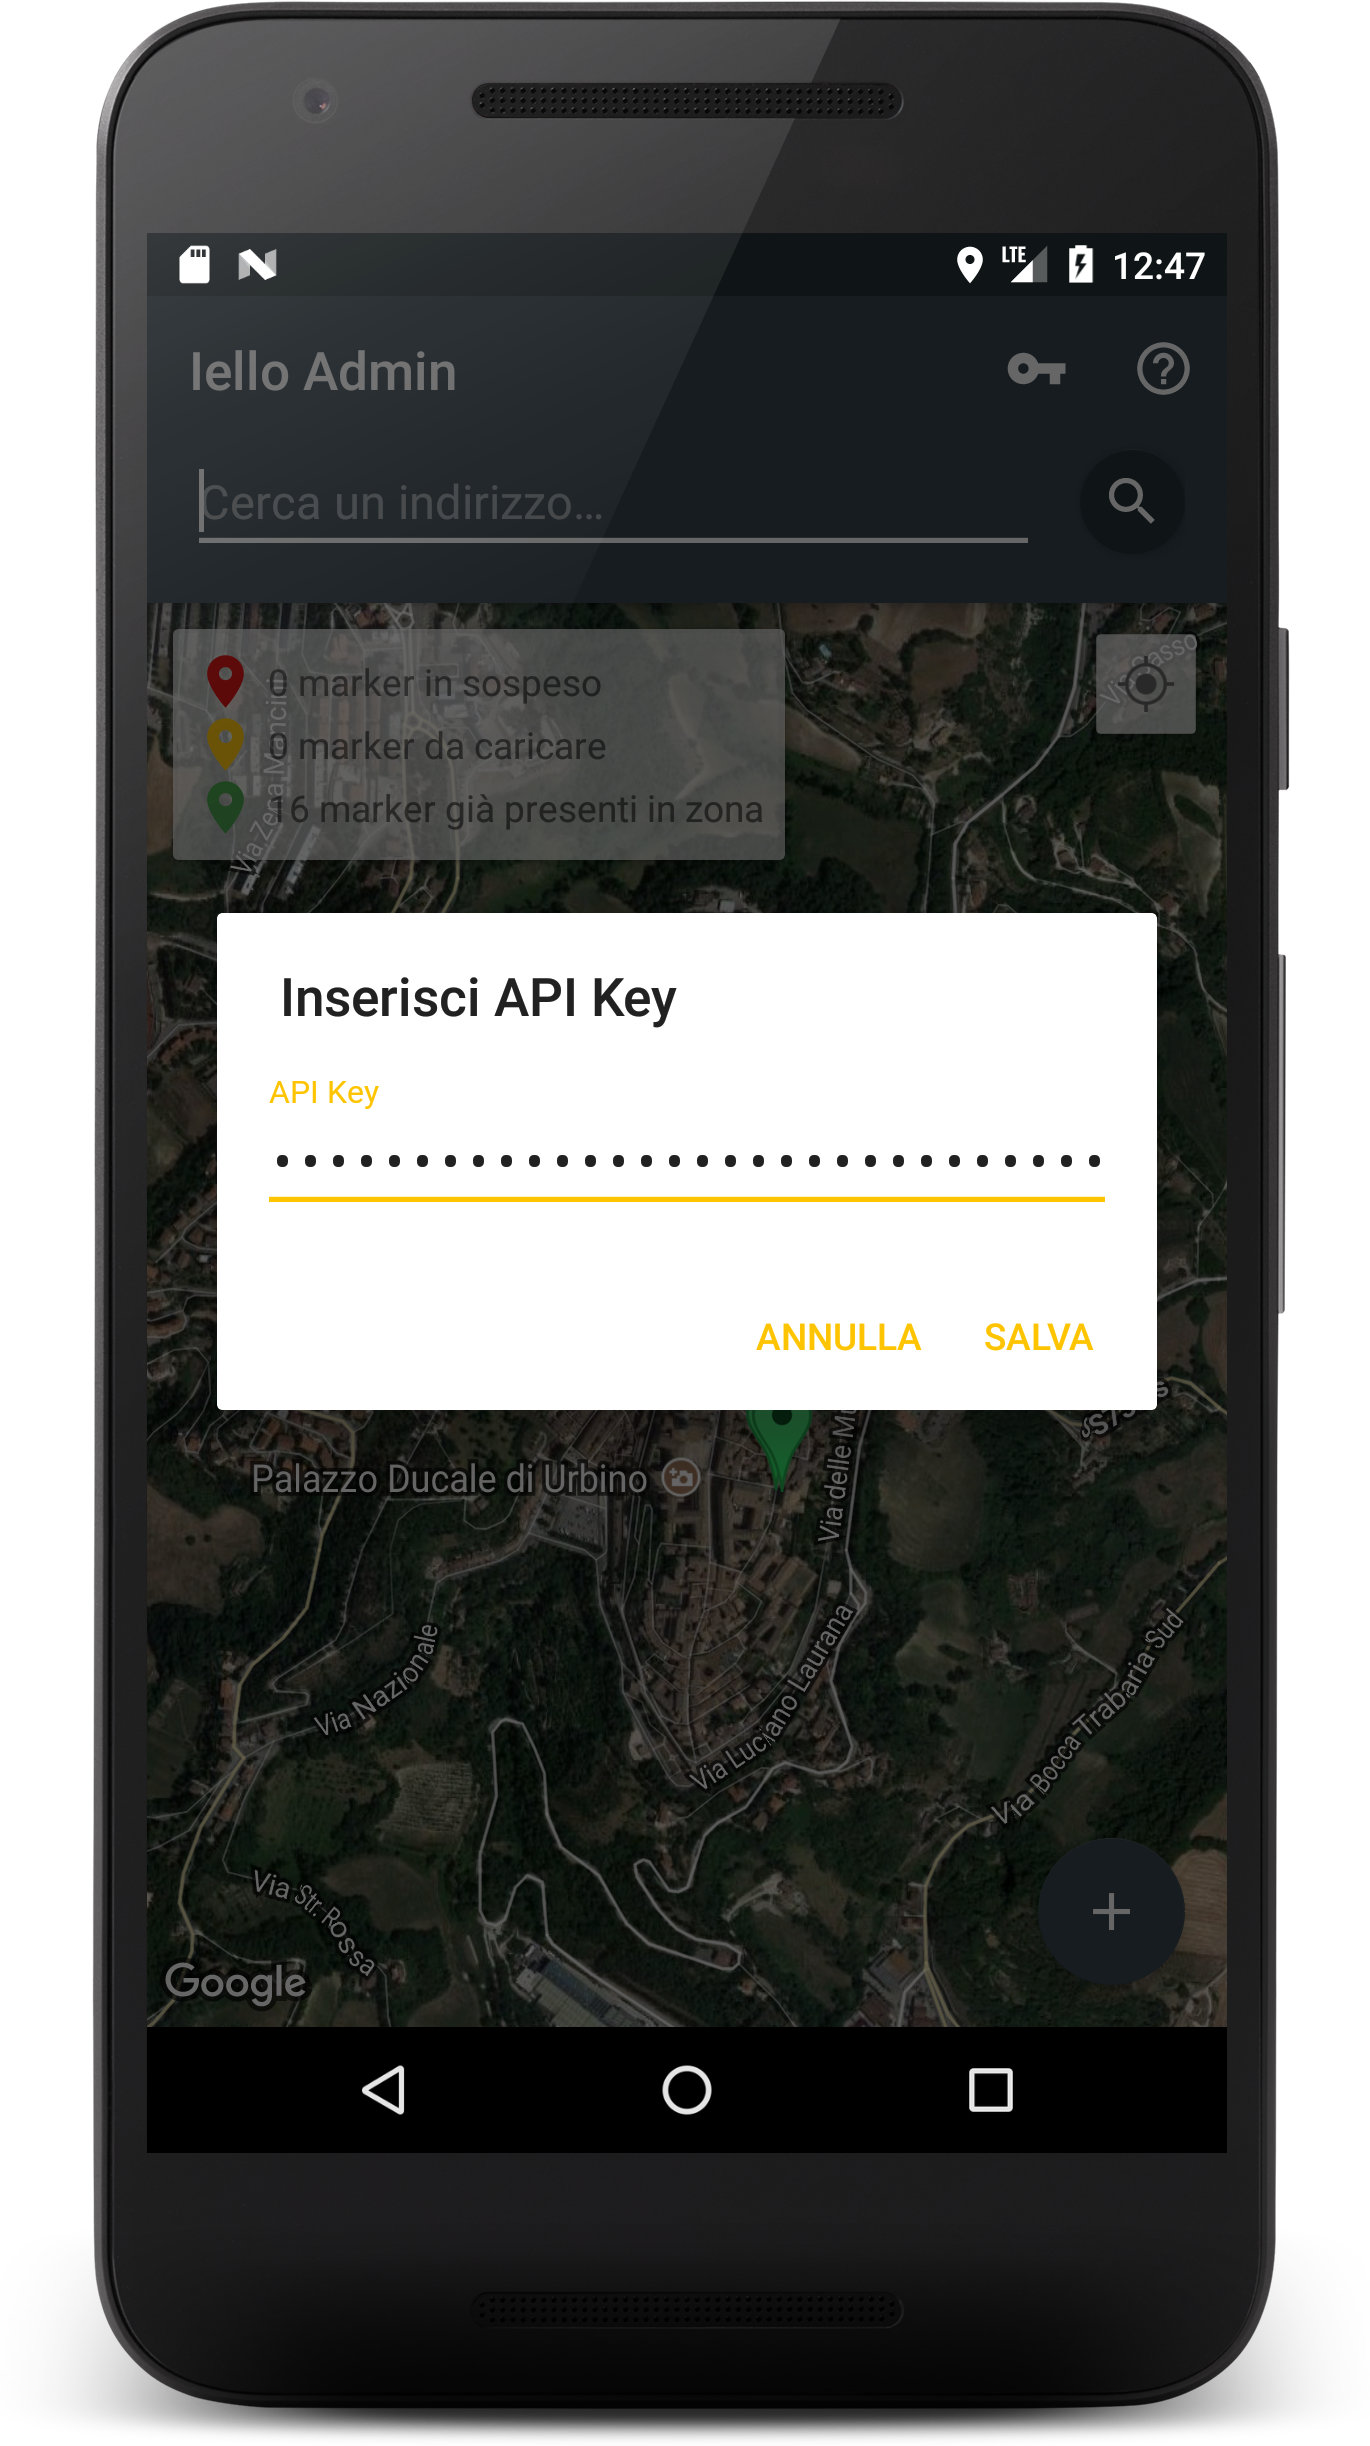 LTE 12:47
Iello Admin
Cerca un indirizzo...
0 marker in sospeso
0 marker da caricare
16 marker già presenti in zona
Via Zena Mancio
Inserisci API Key
API Key
••••••••••••••••••••••••••••••
ANNULLA SALVA
Palazzo Ducale di Urbino
Via delle
Via Nazionale
Via Luciano Laurana
Via Bocca Trabaria Sud
Via Str. Rossa
Google